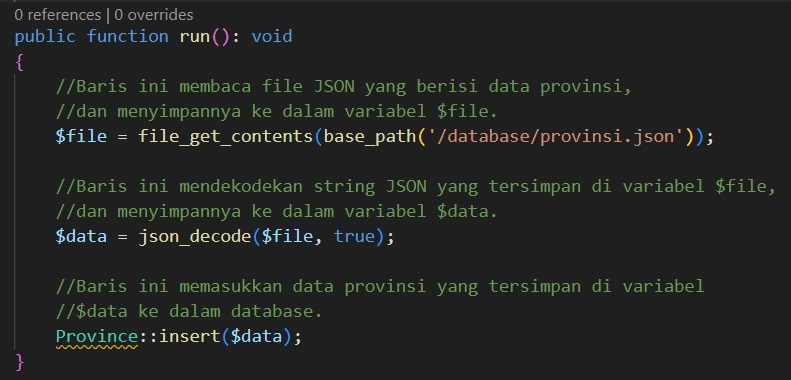 0 references | 0 overrides
public function run(): void
{
//Baris ini membaca file JSON yang berisi data provinsi,
//dan menyimpannya ke dalam variabel $file.
$file = file_get_contents(base_path('/database/provinsi.json'));
//Baris ini mendekodekan string JSON yang tersimpan di variabel $file,
//dan menyimpannya ke dalam variabel $data.
$data = json_decode($file, true);
//Baris ini memasukkan data provinsi yang tersimpan di variabel
//$data ke dalam database.
Province::insert($data);
}